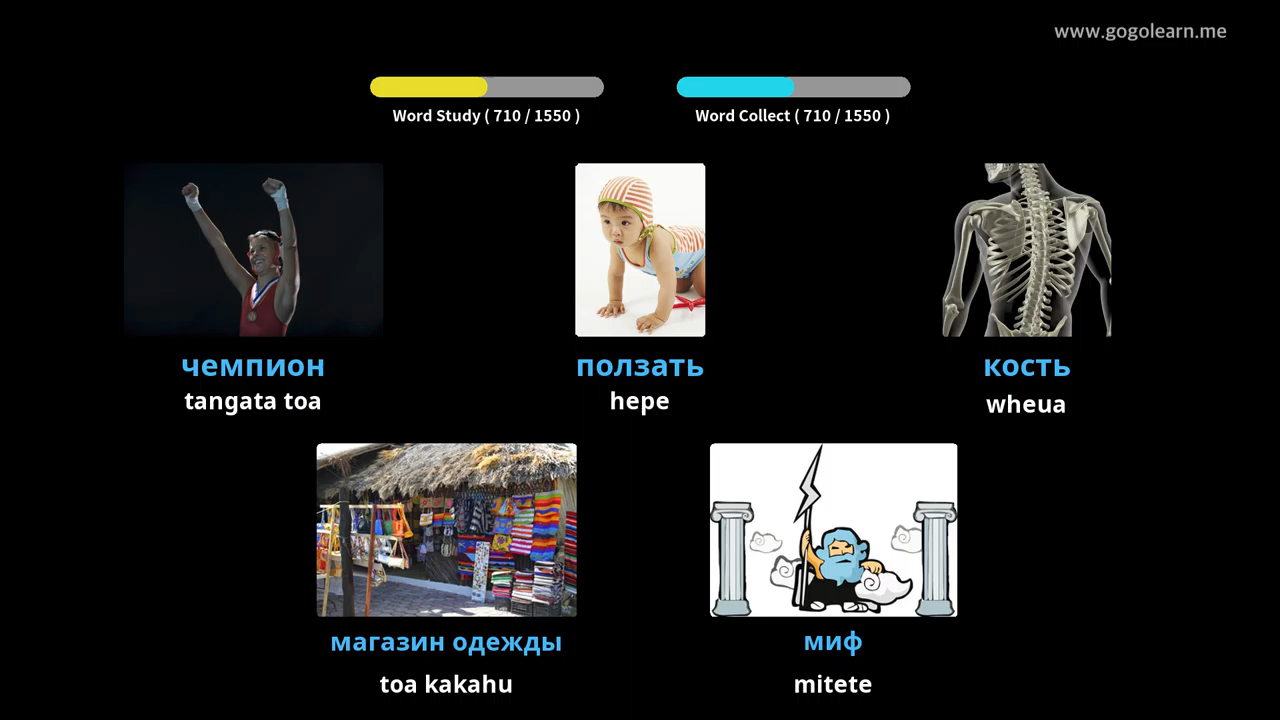 www.gogolearn.me
Word Study ( 710 / 1550 )
Word Collect ( 710 / 1550 )
чемпион
tangata toa
ползать
hepe
кость
wheua
магазин одежды
toa kakahu
миф
mitete